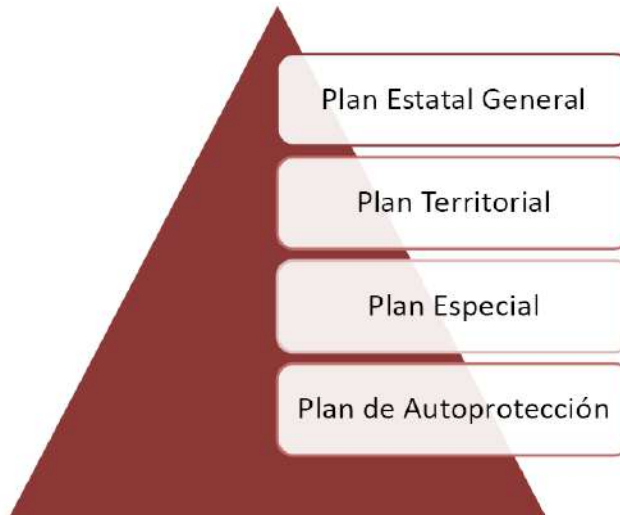 Plan Estatal General
Plan Territorial
Plan Especial
Plan de Autoprotección